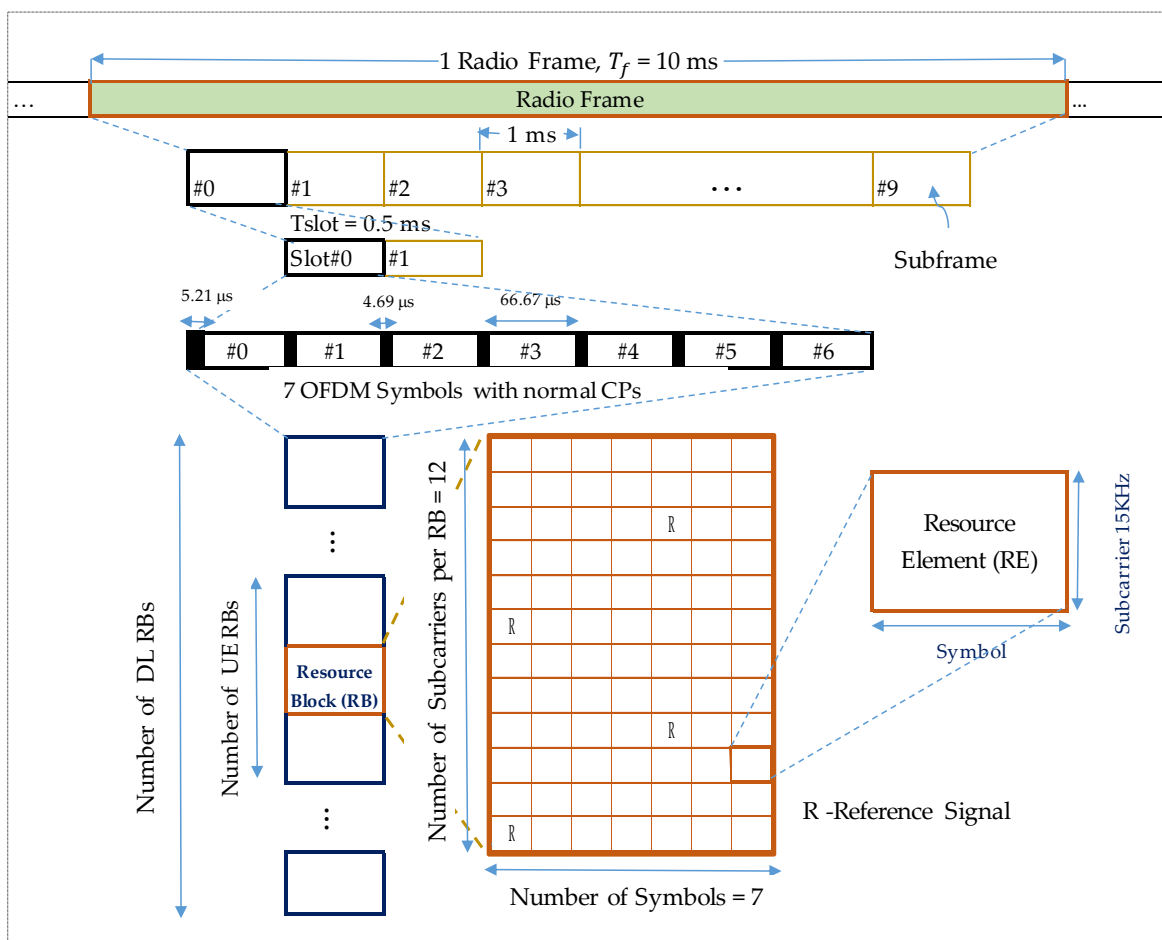 1 Radio Frame, T_f = 10 ms
… Radio Frame ...
1 ms
#0 #1 #2 #3 … #9
Tslot = 0.5 ms
Slot#0 #1
Subframe
5.21 µs 4.69 µs 66.67 µs
#0 #1 #2 #3 #4 #5 #6
7 OFDM Symbols with normal CPs
Number of DL RBs
Number of UE RBs
…
Resource
Block (RB)
…
Number of Subcarriers per RB = 12
R
R
R
R
Number of Symbols = 7
Resource
Element (RE)
Subcarrier 15KHz
Symbol
R -Reference Signal